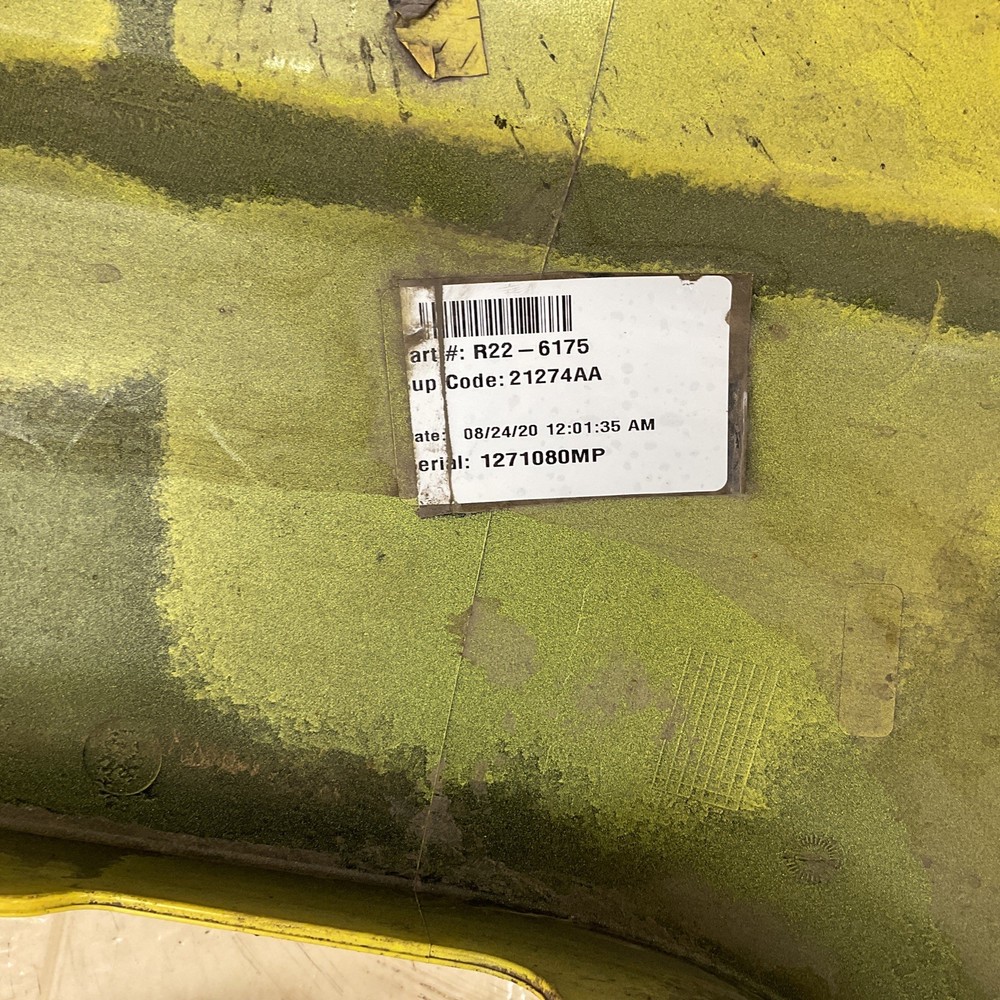 art #: R22-6175
up Code: 21274AA
ate: 08/24/20 12:01:35 AM
erial: 1271080MP